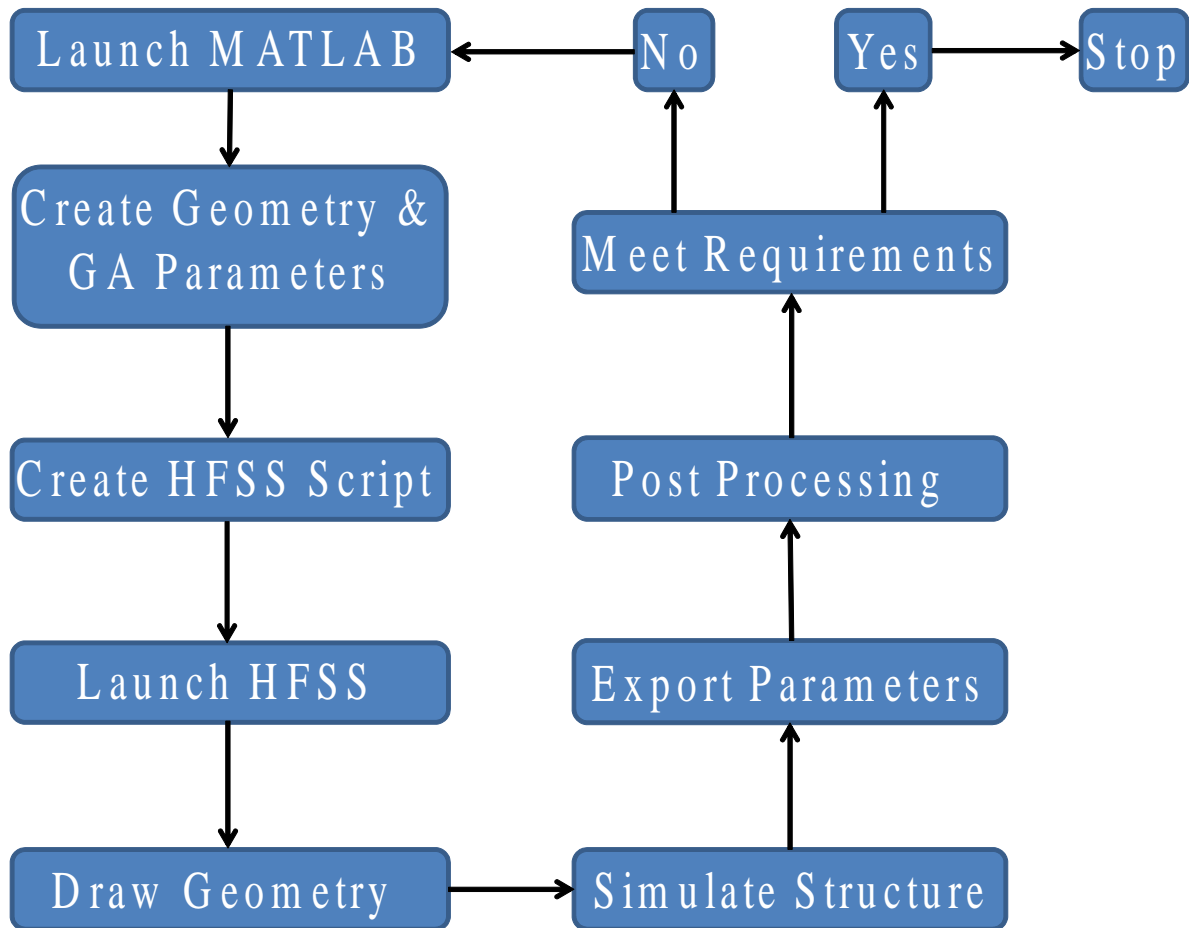 Launch MATLAB
No
Yes
Stop
Create Geometry &
GA Parameters
Meet Requirements
Create HFSS Script
Post Processing
Launch HFSS
Export Parameters
Draw Geometry
Simulate Structure